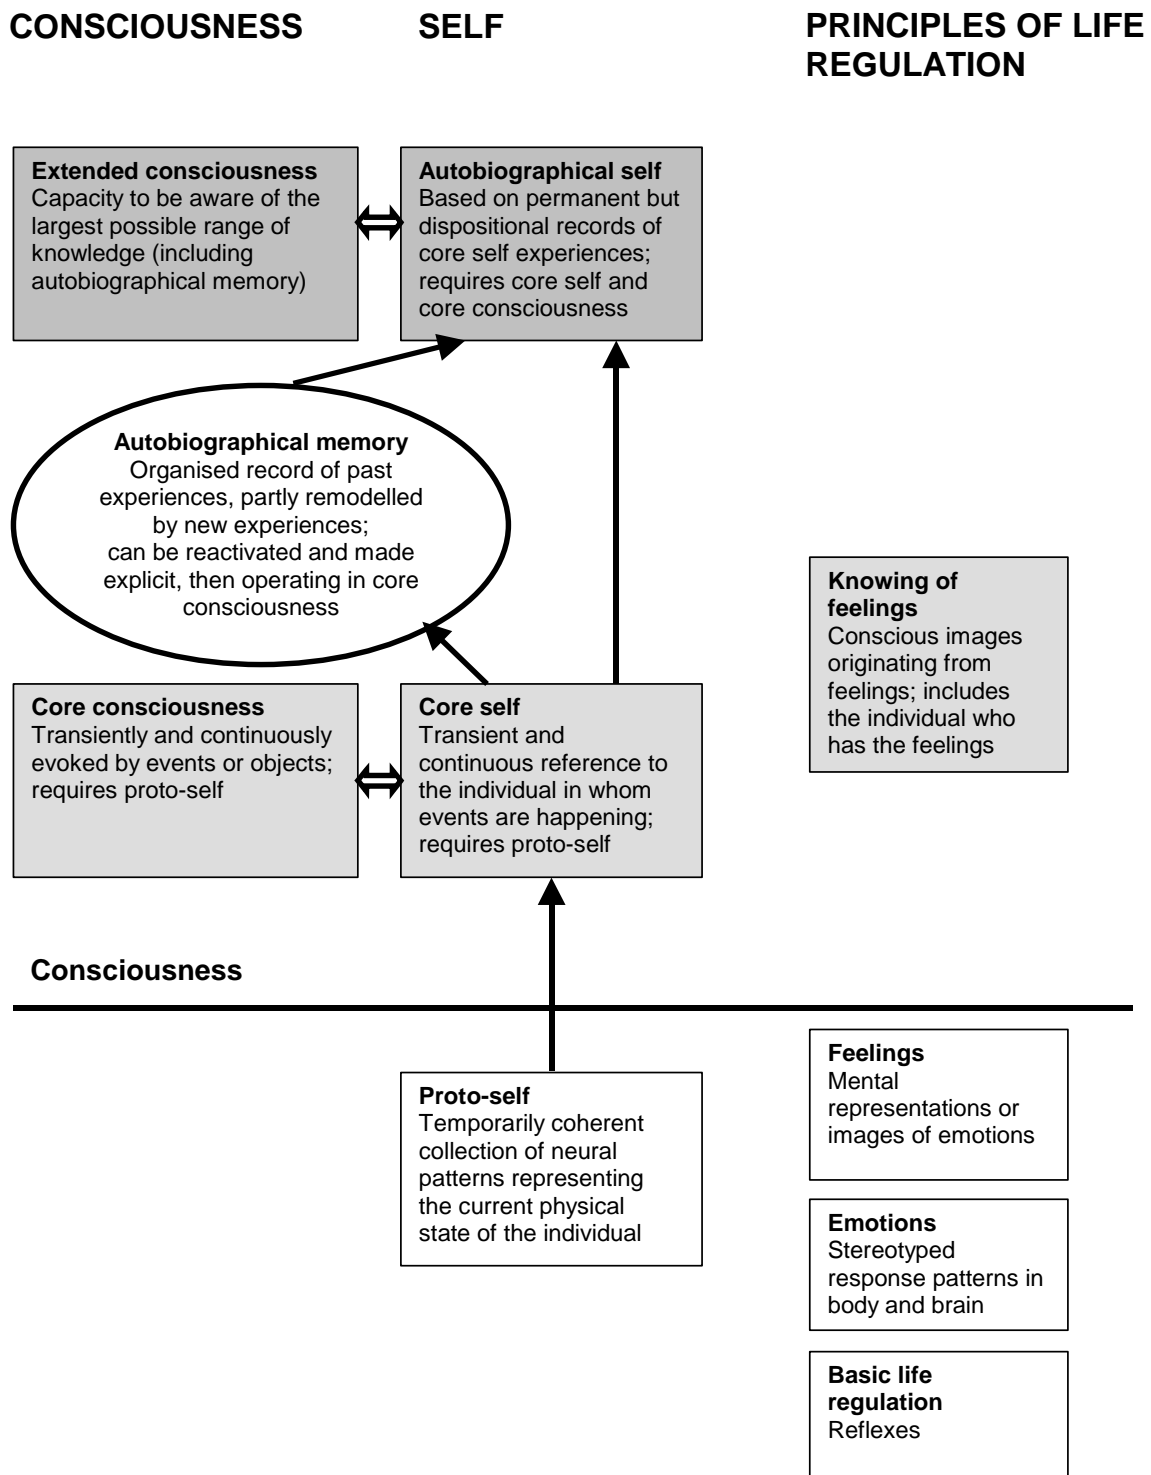 CONSCIOUSNESS
SELF
PRINCIPLES OF LIFE
REGULATION
Extended consciousness
Capacity to be aware of the
largest possible range of
knowledge (including
autobiographical memory)
Autobiographical self
Based on permanent but
dispositional records of
core self experiences;
requires core self and
core consciousness
Autobiographical memory
Organised record of past
experiences, partly remodelled
by new experiences;
can be reactivated and made
explicit, then operating in core
consciousness
Knowing of
feelings
Conscious images
originating from
feelings; includes
the individual who
has the feelings
Core consciousness
Transiently and continuously
evoked by events or objects;
requires proto-self
Core self
Transient and
continuous reference to
the individual in whom
events are happening;
requires proto-self
Consciousness
Proto-self
Temporarily coherent
collection of neural
patterns representing
the current physical
state of the individual
Feelings
Mental
representations or
images of emotions
Emotions
Stereotyped
response patterns in
body and brain
Basic life
regulation
Reflexes